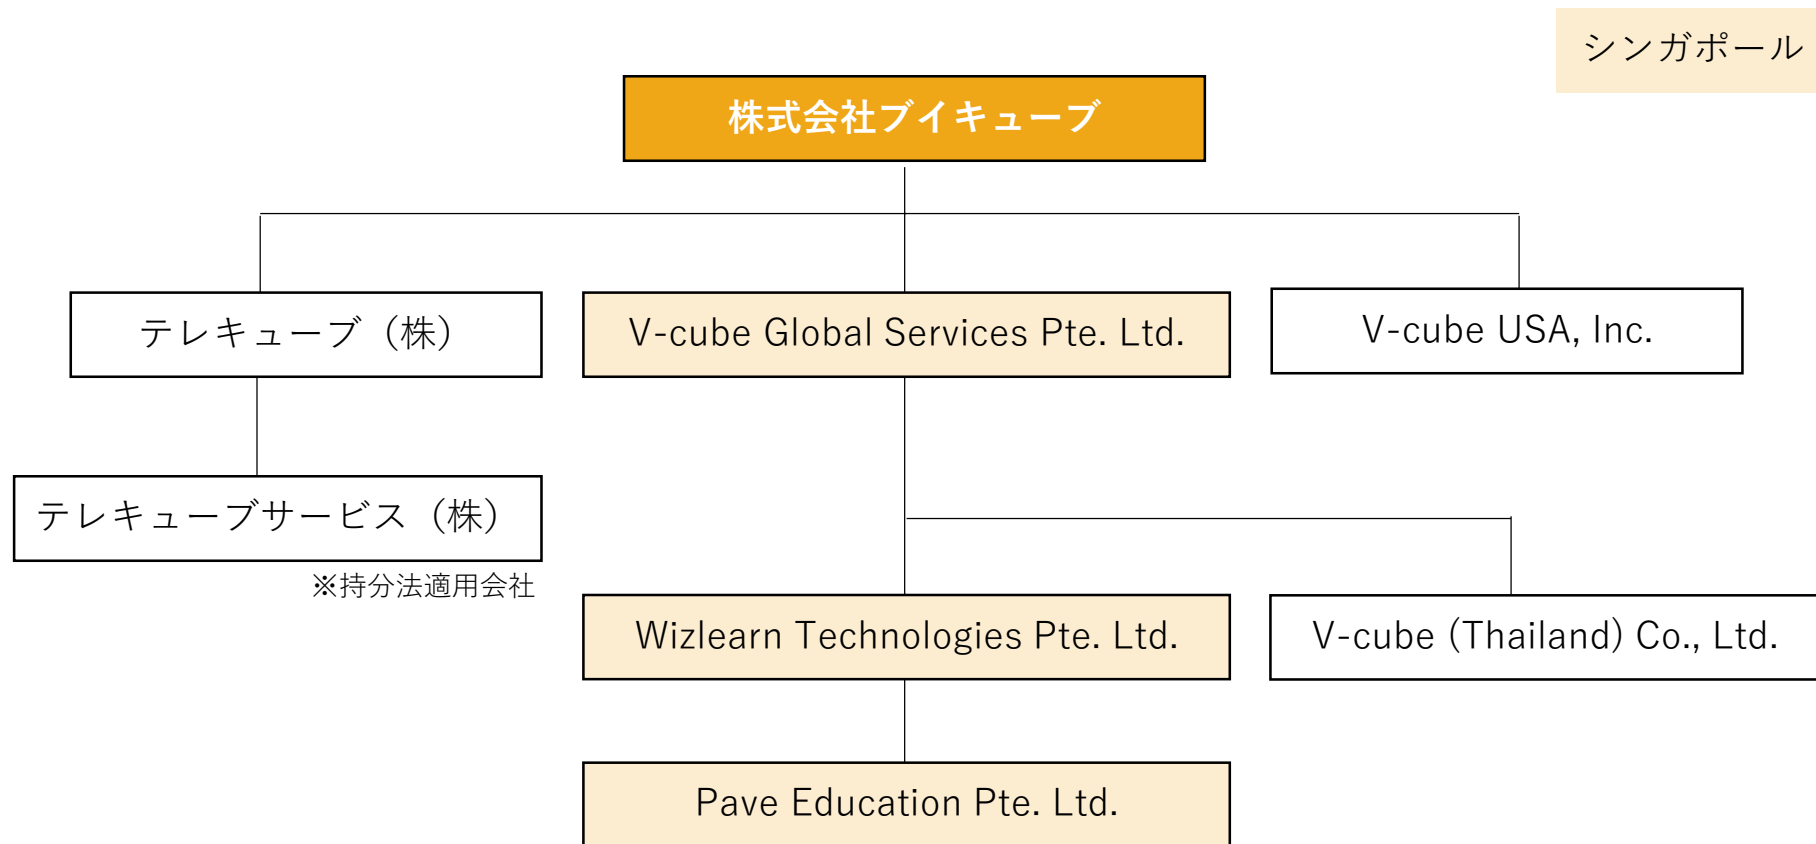 シンガポール
株式会社ブイキューブ
テレキューブ（株）
V-cube Global Services Pte. Ltd.
V-cube USA, Inc.
テレキューブサービス（株）
※持分法適用会社
Wizlearn Technologies Pte. Ltd.
V-cube (Thailand) Co., Ltd.
Pave Education Pte. Ltd.